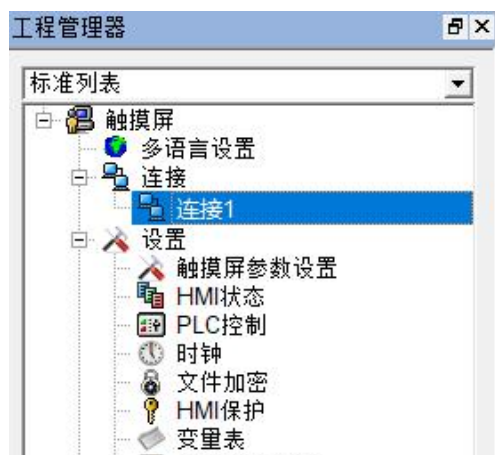 工程管理器
标准列表
触摸屏
多语言设置
连接
连接1
设置
触摸屏参数设置
HMI状态
PLC控制
时钟
文件加密
HMI保护
变量表